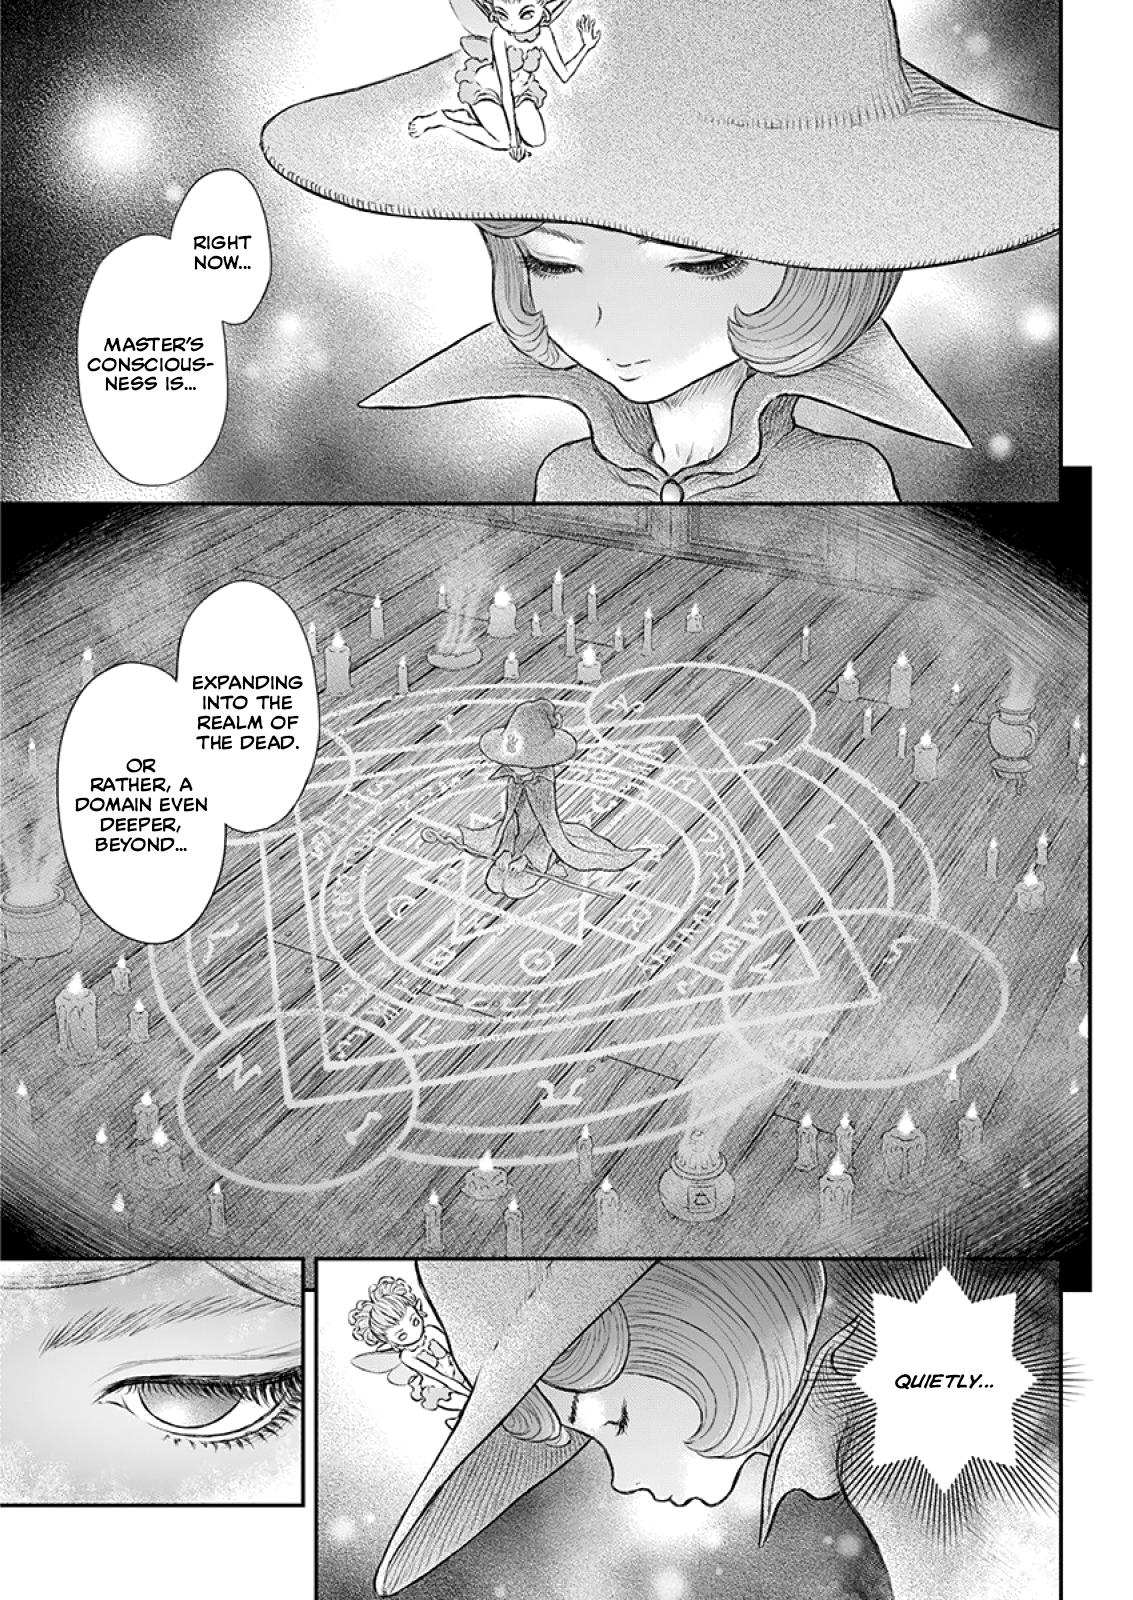 RIGHT
NOW...
MASTER'S
CONSCIOUS-
NESS IS...
EXPANDING
INTO THE
REALM OF
THE DEAD.
OR
RATHER, A
DOMAIN EVEN
DEEPER,
BEYOND...
QUIETLY...